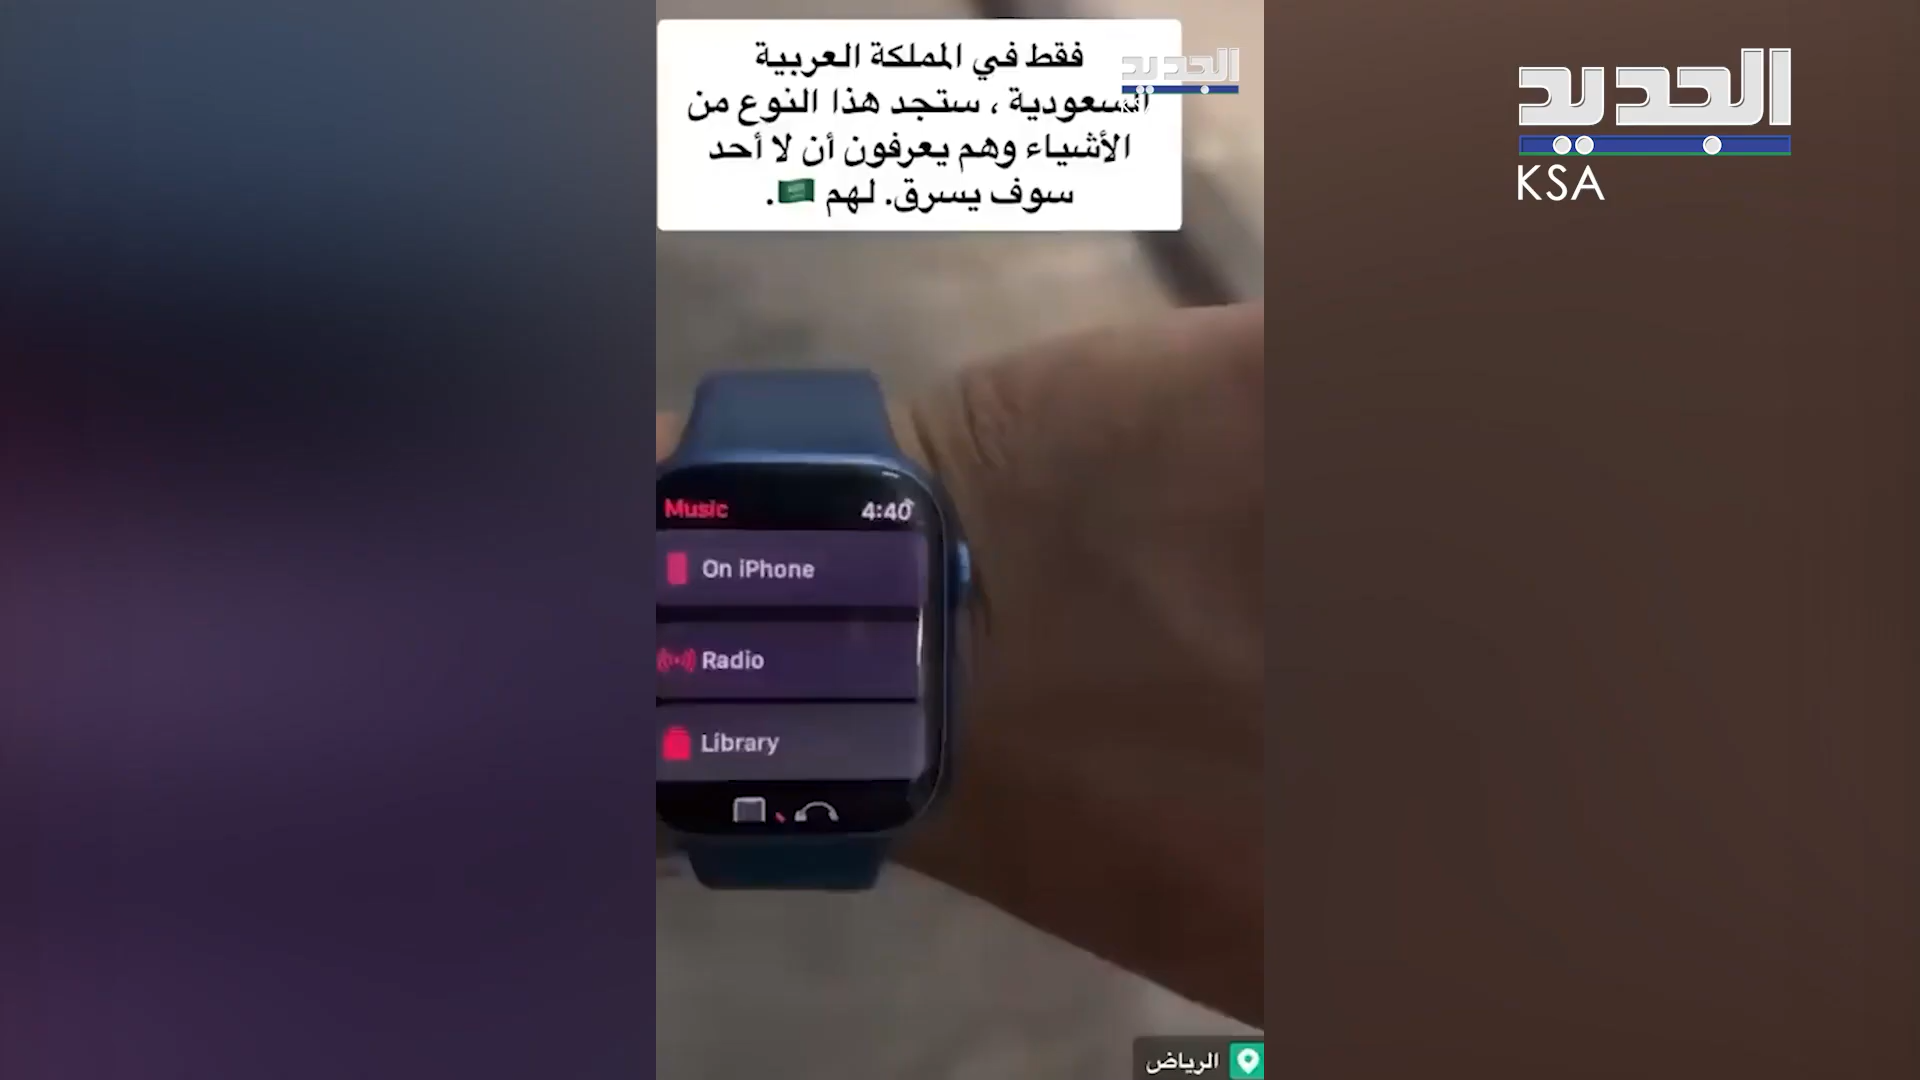 فقط في المملكة العربية
السعودية ، ستجد هذا النوع من
الأشياء وهم يعرفون أن لا أحد
سوف يسرق. لهم 🇸🇦.
الجديد
الجديد
KSA
Music 4:40
On iPhone
Radio
Library
الرياض